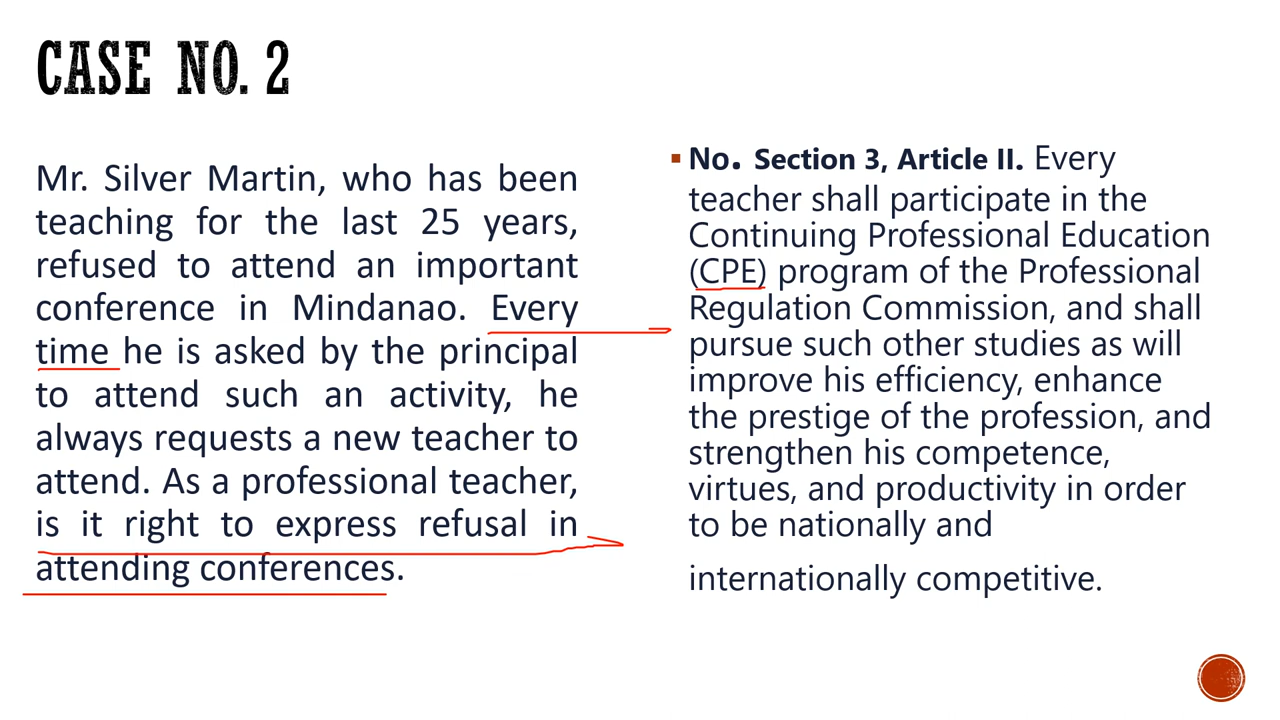 CASE NO. 2
Mr. Silver Martin, who has been
teaching for the last 25 years,
refused to attend an important
conference in Mindanao. Every
time he is asked by the principal
to attend such an activity, he
always requests a new teacher to
attend. As a professional teacher,
is it right to express refusal in
attending conferences.
▪ No. Section 3, Article II. Every
teacher shall participate in the
Continuing Professional Education
(CPE) program of the Professional
Regulation Commission, and shall
pursue such other studies as will
improve his efficiency, enhance
the prestige of the profession, and
strengthen his competence,
virtues, and productivity in order
to be nationally and
internationally competitive.